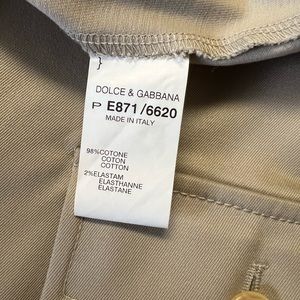 }
DOLCE & GABBANA
P E871/6620
MADE IN ITALY
98%COTONE
COTON
COTTON
2%ELASTAM
ELASTHANNE
ELASTANE